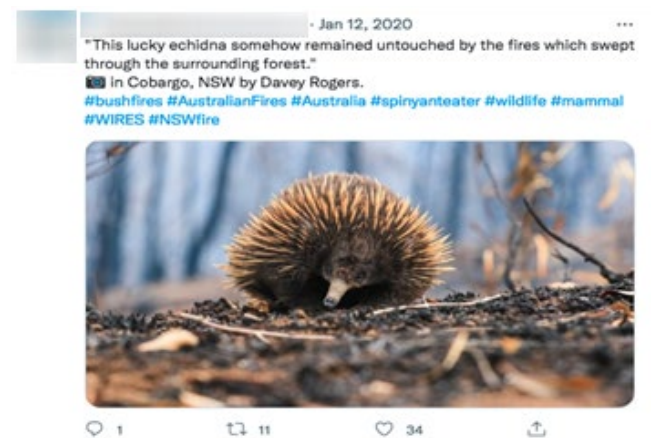 · Jan 12, 2020
"This lucky echidna somehow remained untouched by the fires which swept
through the surrounding forest."
📷 in Cobargo, NSW by Davey Rogers.
#bushfires #AustralianFires #Australia #spinyanteater #wildlife #mammal
#WIRES #NSWfire
1 11 34